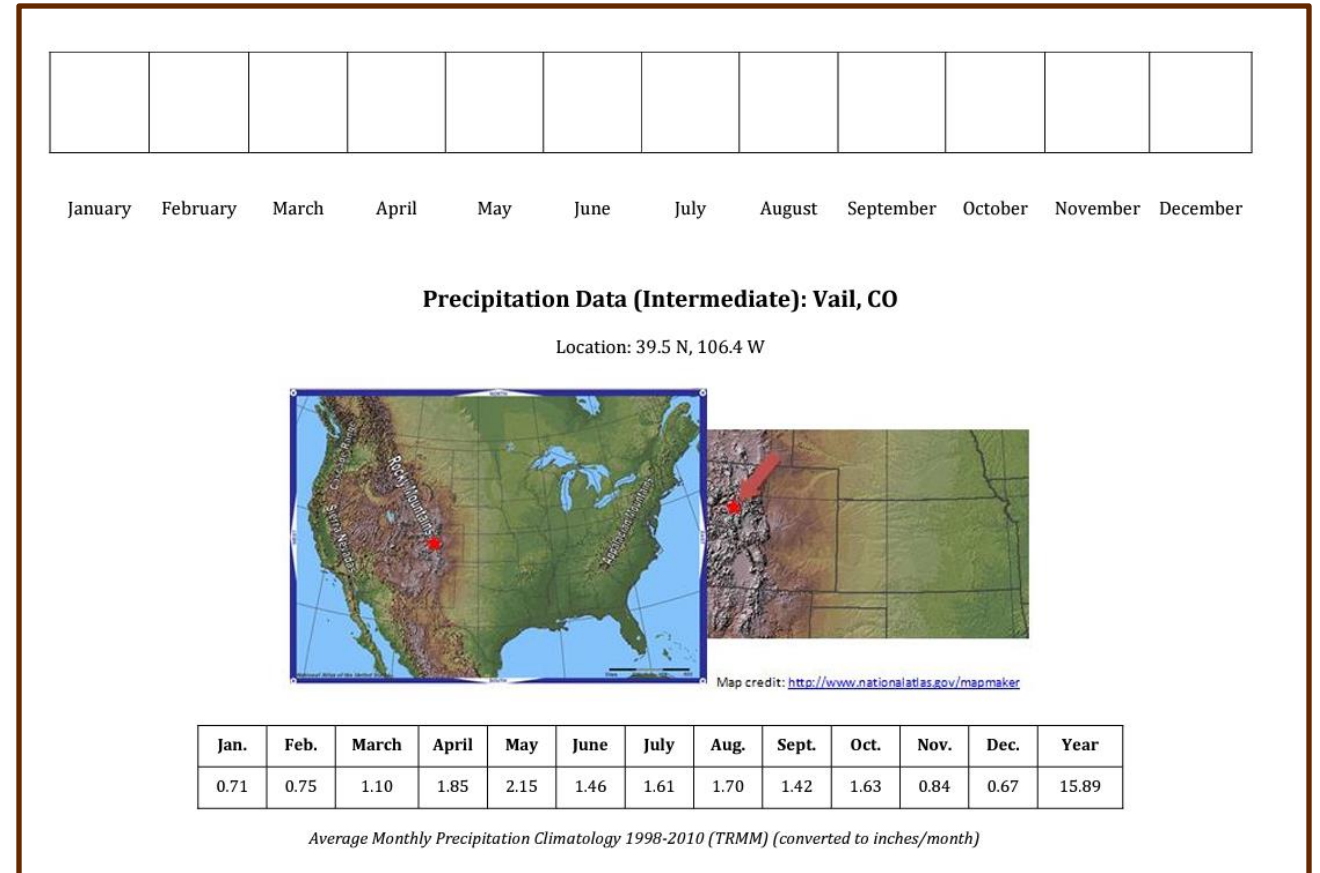 January February March April May June July August September October November December
Precipitation Data (Intermediate): Vail, CO
Location: 39.5 N, 106.4 W
NORTH
Cascade Range
Rocky Mountains
Sierra Nevada
Appalachian Mountains
SOUTH
Map credit: http://www.nationalatlas.gov/mapmaker
Jan. Feb. March April May June July Aug. Sept. Oct. Nov. Dec. Year
0.71 0.75 1.10 1.85 2.15 1.46 1.61 1.70 1.42 1.63 0.84 0.67 15.89
Average Monthly Precipitation Climatology 1998-2010 (TRMM) (converted to inches/month)